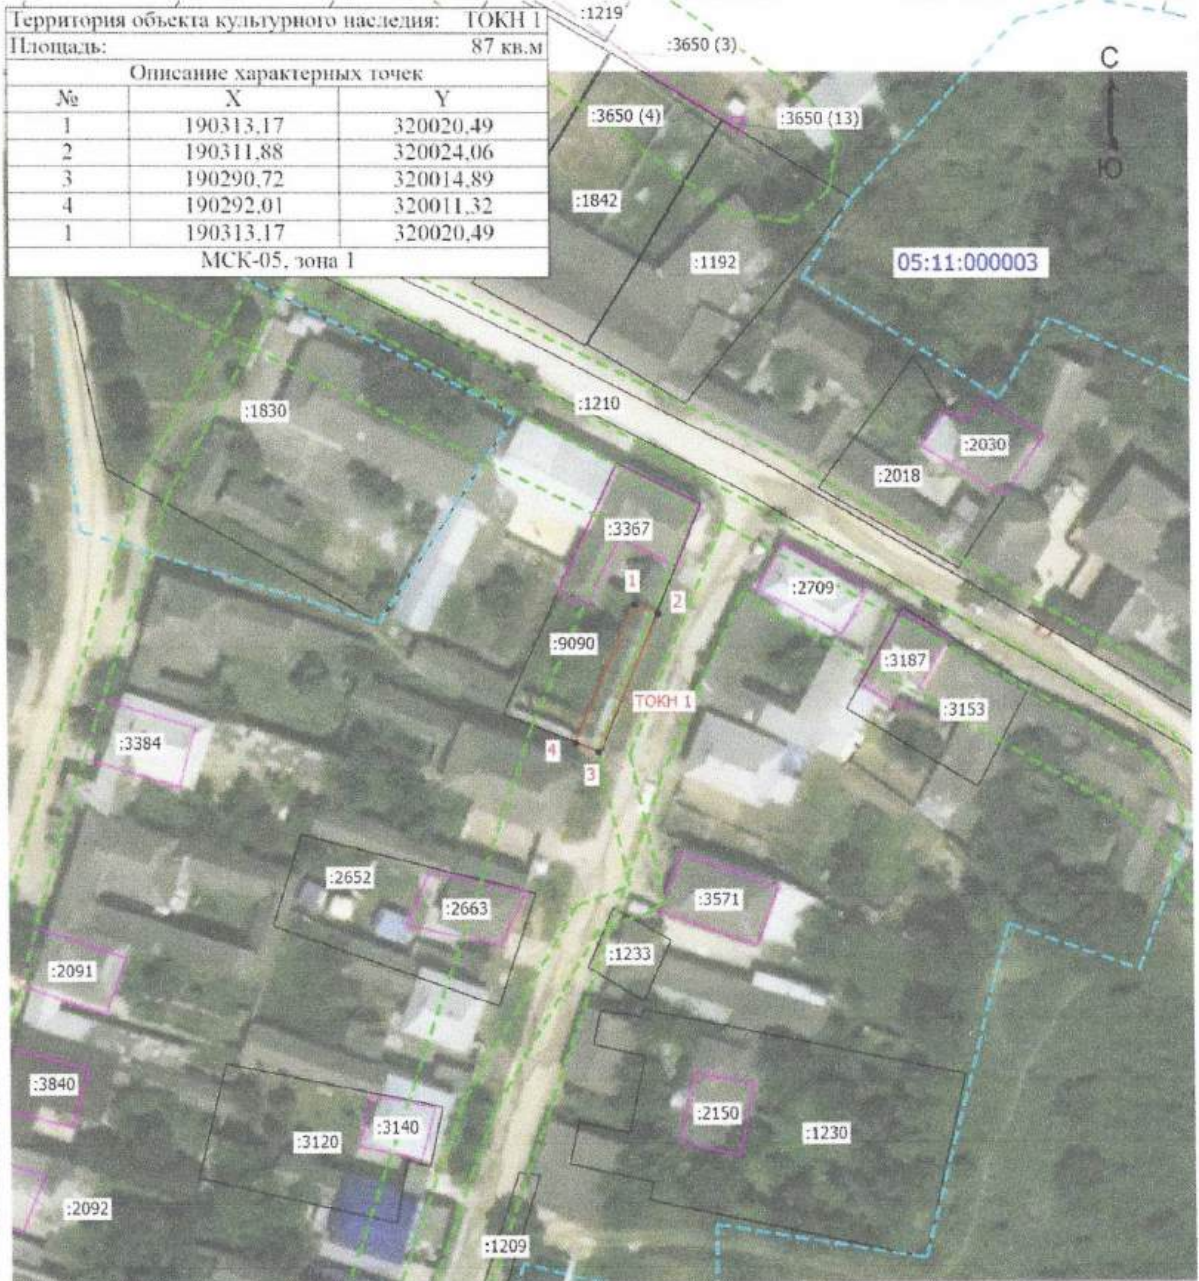 Территория объекта культурного наследия: ТОКН 1
Площадь: 87 кв.м
Описание характерных точек
№ X Y
1 190313,17 320020,49
2 190311,88 320024,06
3 190290,72 320014,89
4 190292,01 320011,32
1 190313,17 320020,49
МСК-05, зона 1
:1219
:3650 (3)
С
:3650 (4)
:3650 (13)
Ю
:1842
:1192
05:11:000003
:1830
:1210
:2030
:2018
:3367
1
2
:2709
:9090
:3187
ТОКН 1
:3153
:3384
4
3
:2652
:2663
:3571
:1233
:2091
:3840
:2150
:3140
:3120
:1230
:2092
:1209